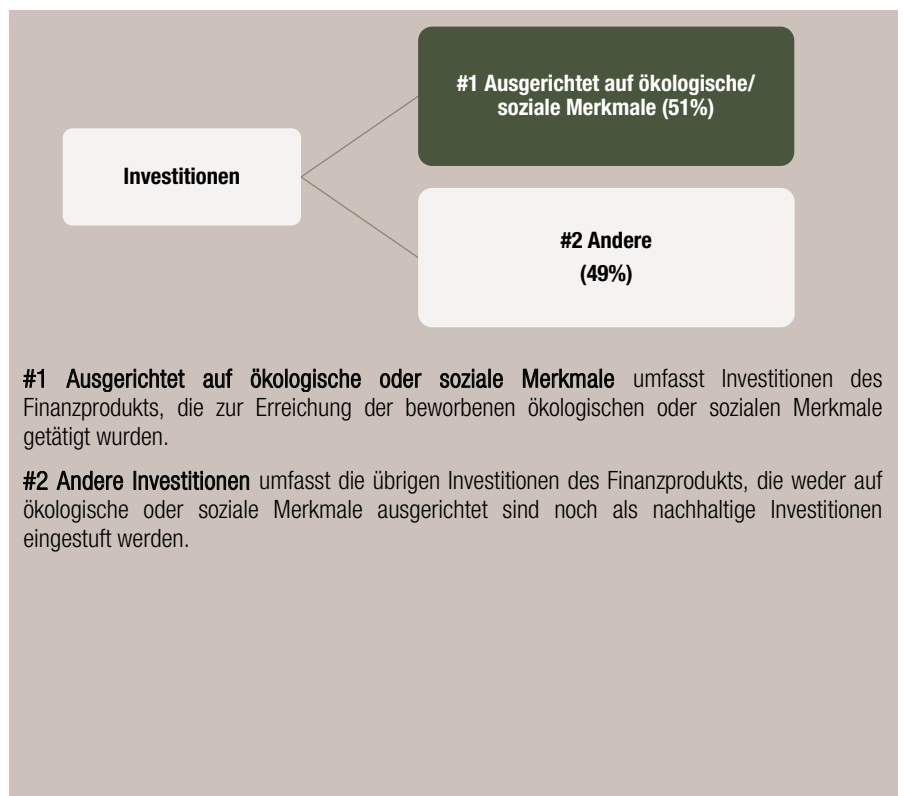 #1 Ausgerichtet auf ökologische/
soziale Merkmale (51%)
Investitionen
#2 Andere
(49%)
#1 Ausgerichtet auf ökologische oder soziale Merkmale umfasst Investitionen des
Finanzprodukts, die zur Erreichung der beworbenen ökologischen oder sozialen Merkmale
getätigt wurden.
#2 Andere Investitionen umfasst die übrigen Investitionen des Finanzprodukts, die weder auf
ökologische oder soziale Merkmale ausgerichtet sind noch als nachhaltige Investitionen
eingestuft werden.